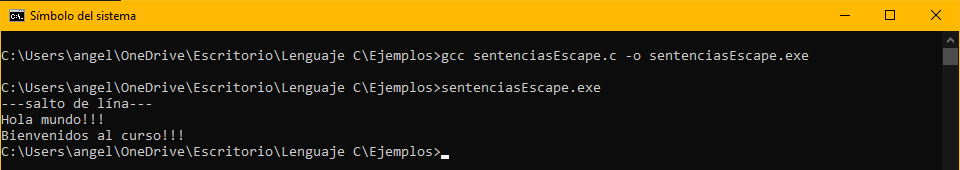 Símbolo del sistema
C:\Users\angel\OneDrive\Escritorio\Lenguaje C\Ejemplos>gcc sentenciasEscape.c -o sentenciasEscape.exe
C:\Users\angel\OneDrive\Escritorio\Lenguaje C\Ejemplos>sentenciasEscape.exe
---salto de lína---
Hola mundo!!!
Bienvenidos al curso!!!
C:\Users\angel\OneDrive\Escritorio\Lenguaje C\Ejemplos>